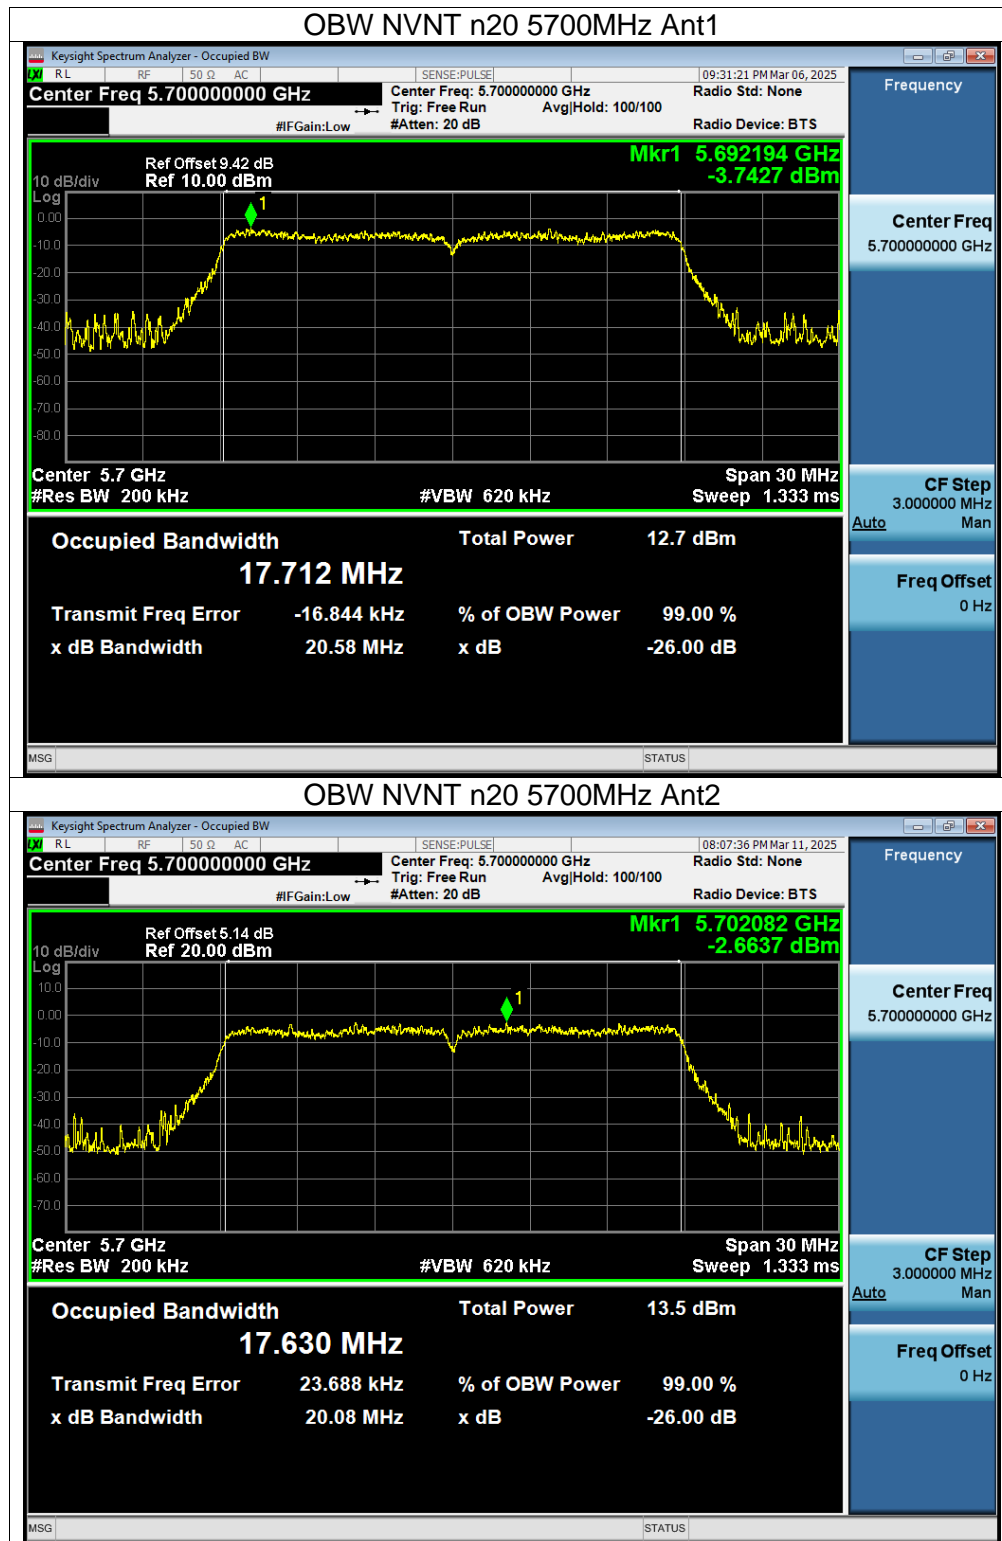 OBW NVNT n20 5700MHz Ant1
Keysight Spectrum Analyzer - Occupied BW
LXI RL RF 50 Ω AC SENSE:PULSE 09:31:21 PM Mar 06, 2025
Center Freq 5.700000000 GHz Center Freq: 5.700000000 GHz Radio Std: None
Trig: Free Run Avg|Hold: 100/100
#IFGain:Low #Atten: 20 dB Radio Device: BTS
Frequency
Mkr1 5.692194 GHz
-3.7427 dBm
Ref Offset 9.42 dB
10 dB/div Ref 10.00 dBm
Log
1
0.00
-10.0
-20.0
-30.0
-40.0
-50.0
-60.0
-70.0
-80.0
Center Freq
5.700000000 GHz
Center 5.7 GHz Span 30 MHz
#Res BW 200 kHz #VBW 620 kHz Sweep 1.333 ms
CF Step
3.000000 MHz
Auto Man
Occupied Bandwidth Total Power 12.7 dBm
17.712 MHz
Freq Offset
0 Hz
Transmit Freq Error -16.844 kHz % of OBW Power 99.00 %
x dB Bandwidth 20.58 MHz x dB -26.00 dB
MSG STATUS
OBW NVNT n20 5700MHz Ant2
Keysight Spectrum Analyzer - Occupied BW
LXI RL RF 50 Ω AC SENSE:PULSE 08:07:36 PM Mar 11, 2025
Center Freq 5.700000000 GHz Center Freq: 5.700000000 GHz Radio Std: None
Trig: Free Run Avg|Hold: 100/100
#IFGain:Low #Atten: 20 dB Radio Device: BTS
Frequency
Mkr1 5.702082 GHz
-2.6637 dBm
Ref Offset 5.14 dB
10 dB/div Ref 20.00 dBm
Log
10.0
1
0.00
-10.0
-20.0
-30.0
-40.0
-50.0
-60.0
-70.0
Center Freq
5.700000000 GHz
Center 5.7 GHz Span 30 MHz
#Res BW 200 kHz #VBW 620 kHz Sweep 1.333 ms
CF Step
3.000000 MHz
Auto Man
Occupied Bandwidth Total Power 13.5 dBm
17.630 MHz
Freq Offset
0 Hz
Transmit Freq Error 23.688 kHz % of OBW Power 99.00 %
x dB Bandwidth 20.08 MHz x dB -26.00 dB
MSG STATUS